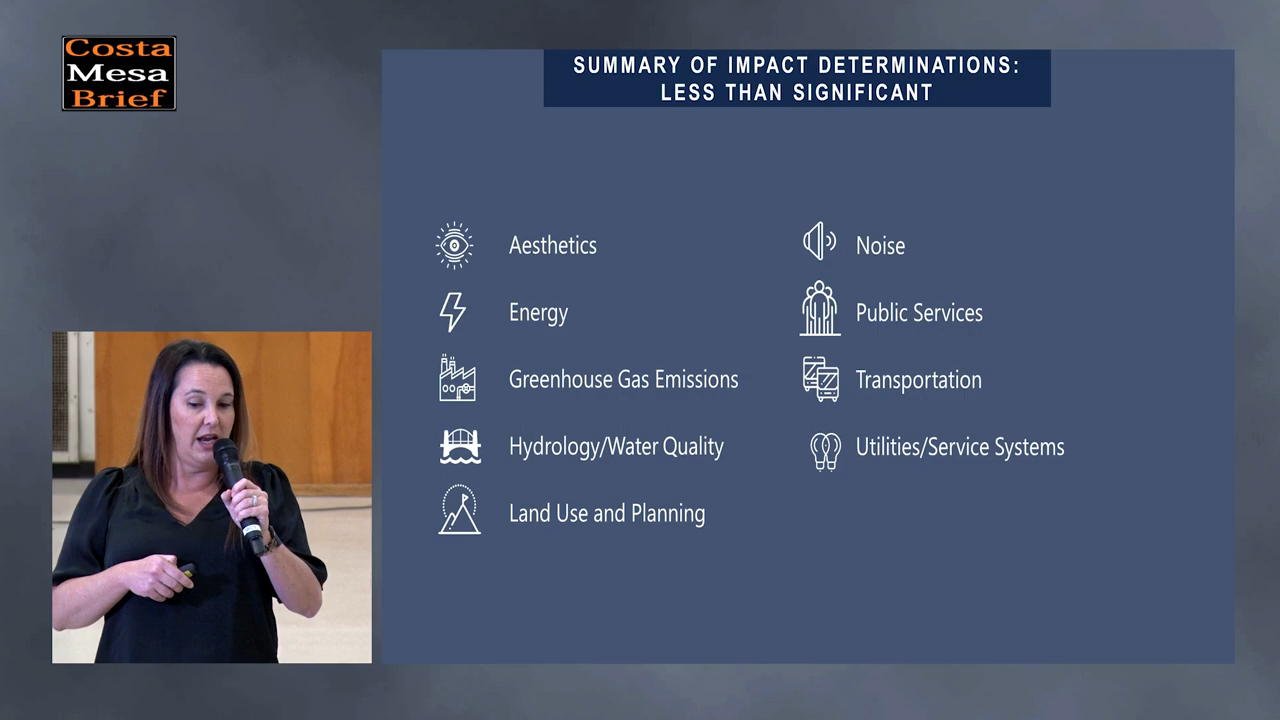 Costa
Mesa
Brief
SUMMARY OF IMPACT DETERMINATIONS:
LESS THAN SIGNIFICANT
Aesthetics
Energy
Greenhouse Gas Emissions
Hydrology/Water Quality
Land Use and Planning
Noise
Public Services
Transportation
Utilities/Service Systems